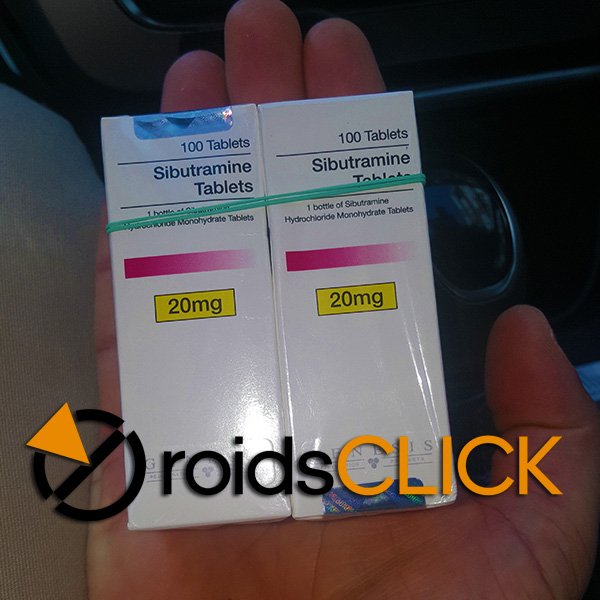 100 Tablets
Sibutramine
Tablets
1 bottle of Sibutramine
Hydrochloride Monohydrate Tablets
20mg
100 Tablets
Sibutramine
Tablets
1 bottle of Sibutramine
Hydrochloride Monohydrate Tablets
20mg
roidsCLICK